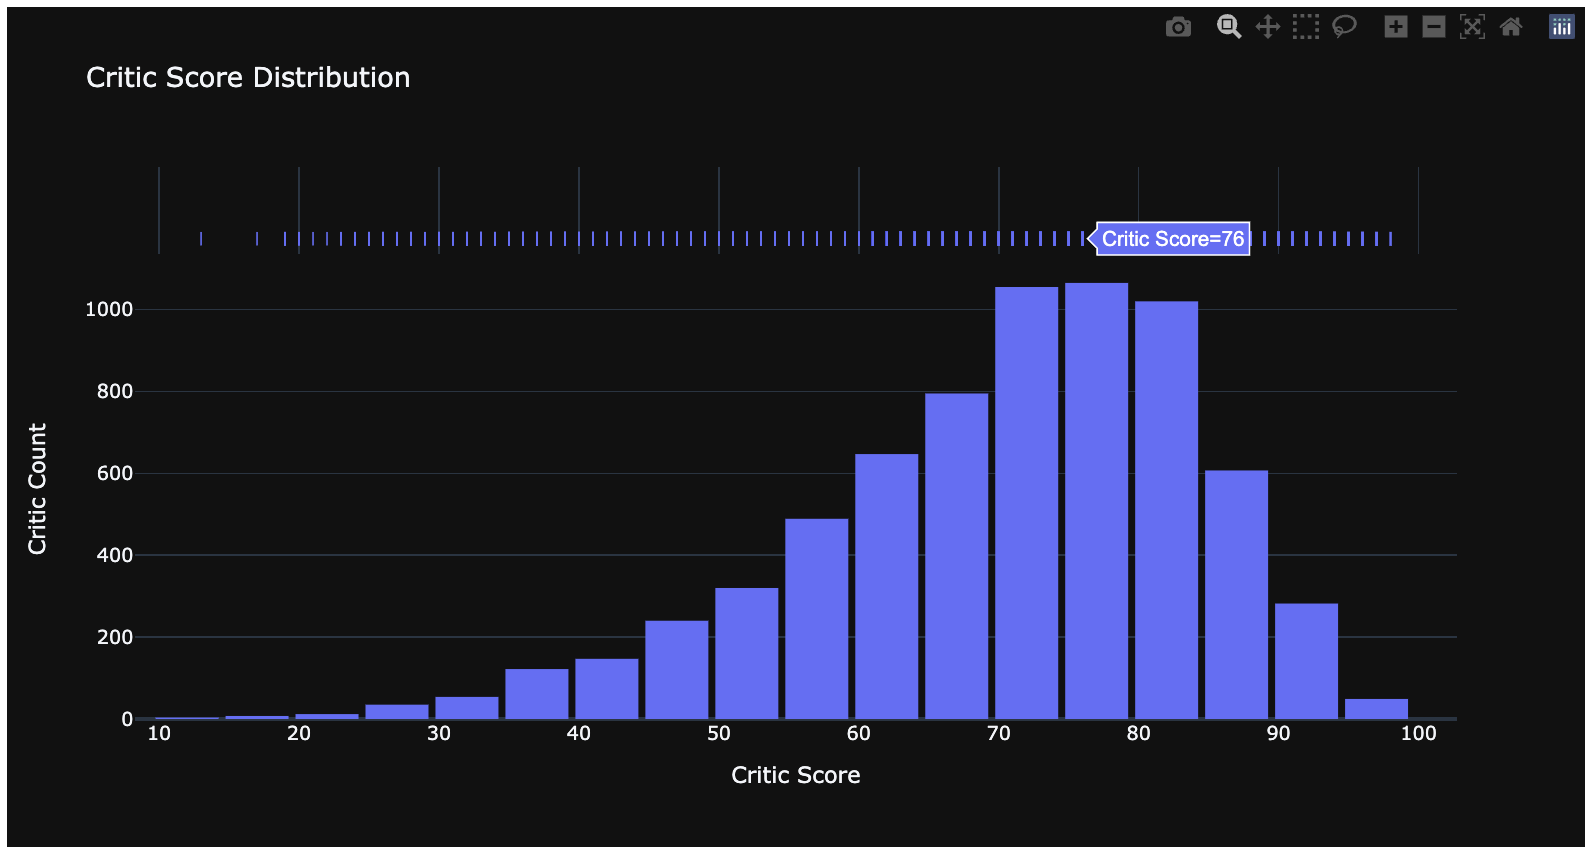 Critic Score Distribution
Critic Score=76
1000
800
600
400
200
0
Critic Count
10 20 30 40 50 60 70 80 90 100
Critic Score